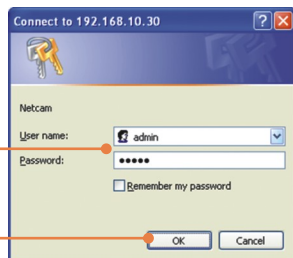 Connect to 192.168.10.30
Netcam
User name:
admin
Password:
•••••
Remember my password
OK Cancel